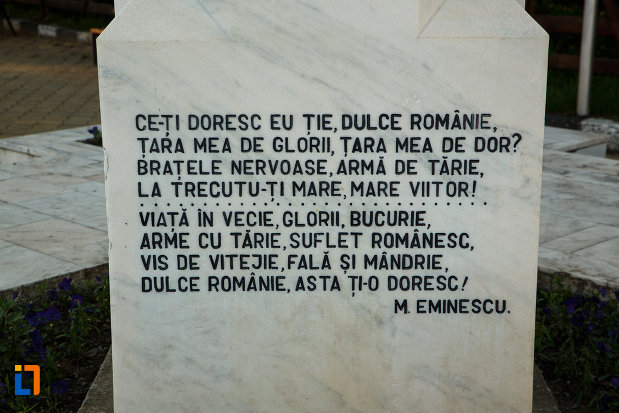 CE-ȚI DORESC EU ȚIE, DULCE ROMÂNIE,
ȚARA MEA DE GLORII, ȚARA MEA DE DOR?
BRAȚELE NERVOASE, ARMĂ DE TĂRIE,
LA TRECUTU-ȚI MARE, MARE VIITOR!
VIAȚĂ ÎN VECIE, GLORII, BUCURIE,
ARME CU TĂRIE, SUFLET ROMÂNESC,
VIS DE VITEJIE, FALĂ ȘI MÂNDRIE,
DULCE ROMÂNIE, ASTA ȚI-O DORESC!
M. EMINESCU.